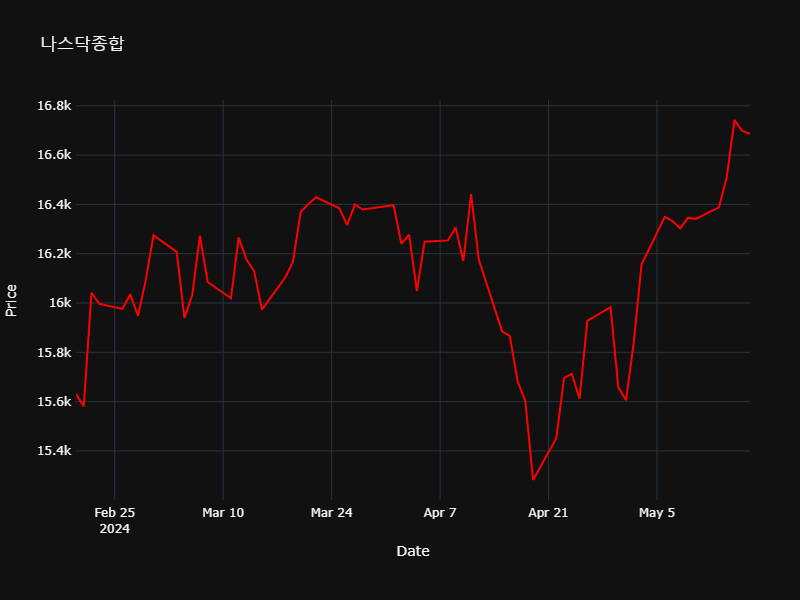 나스닥종합
16.8k
16.6k
16.4k
16.2k
16k
15.8k
15.6k
15.4k
Price
Feb 25
2024
Mar 10
Mar 24
Apr 7
Apr 21
May 5
Date